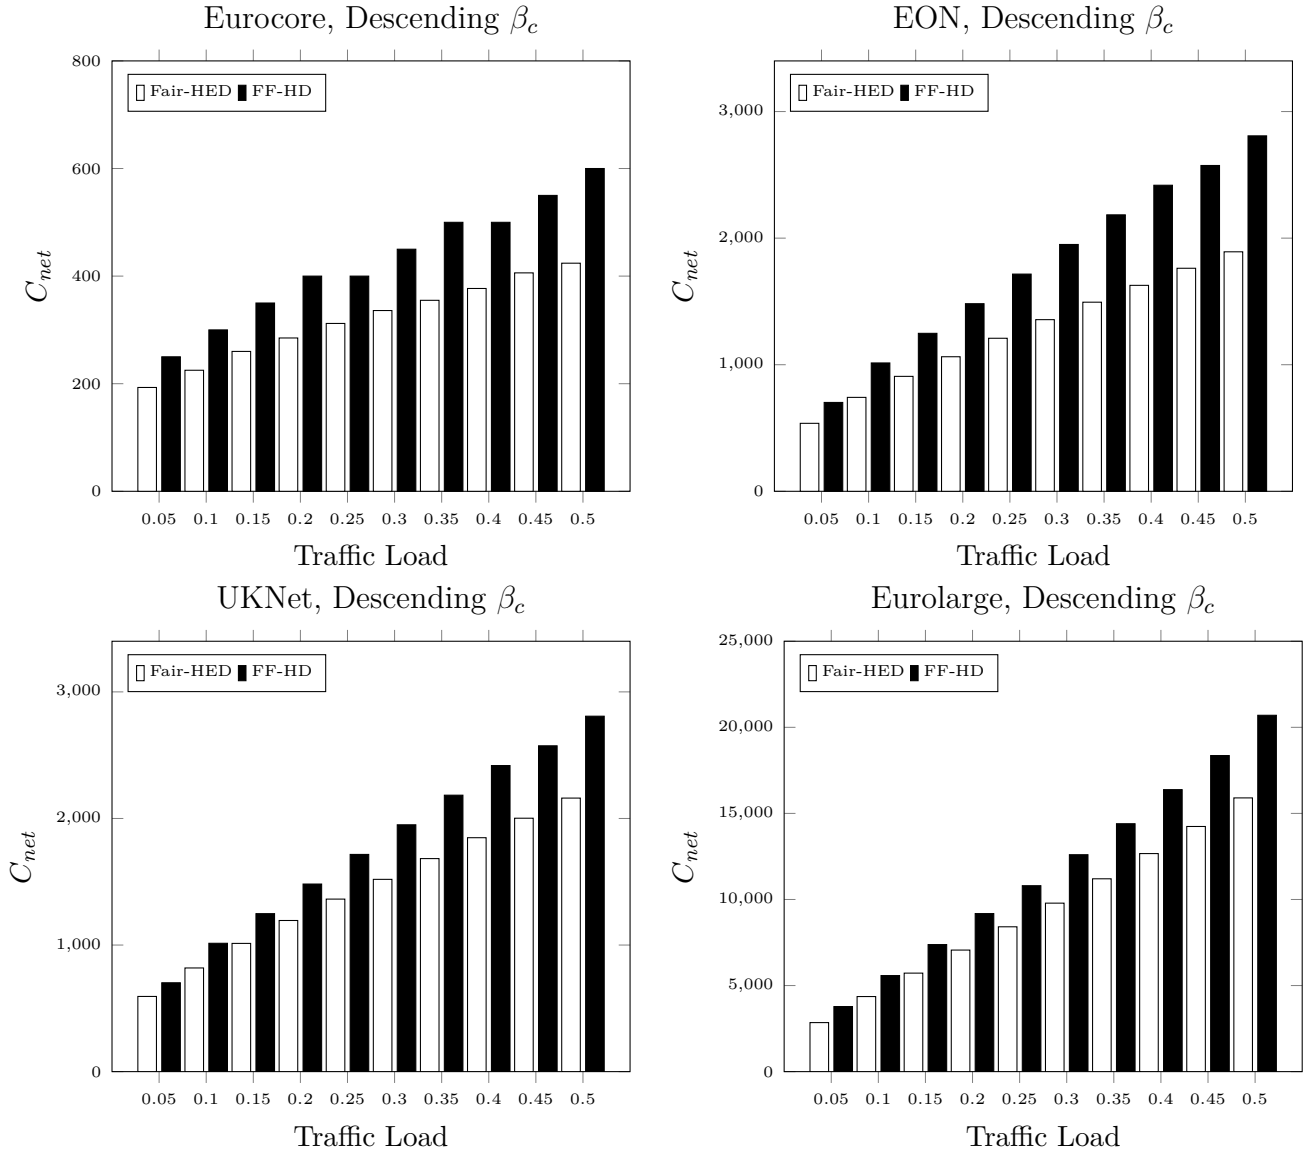 Eurocore, Descending β_c
800
600
400
200
0
C_net
Fair-HED FF-HD
0.05 0.1 0.15 0.2 0.25 0.3 0.35 0.4 0.45 0.5
Traffic Load
EON, Descending β_c
3,000
2,000
1,000
0
C_net
Fair-HED FF-HD
0.05 0.1 0.15 0.2 0.25 0.3 0.35 0.4 0.45 0.5
Traffic Load
UKNet, Descending β_c
3,000
2,000
1,000
0
C_net
Fair-HED FF-HD
0.05 0.1 0.15 0.2 0.25 0.3 0.35 0.4 0.45 0.5
Traffic Load
Eurolarge, Descending β_c
25,000
20,000
15,000
10,000
5,000
0
C_net
Fair-HED FF-HD
0.05 0.1 0.15 0.2 0.25 0.3 0.35 0.4 0.45 0.5
Traffic Load